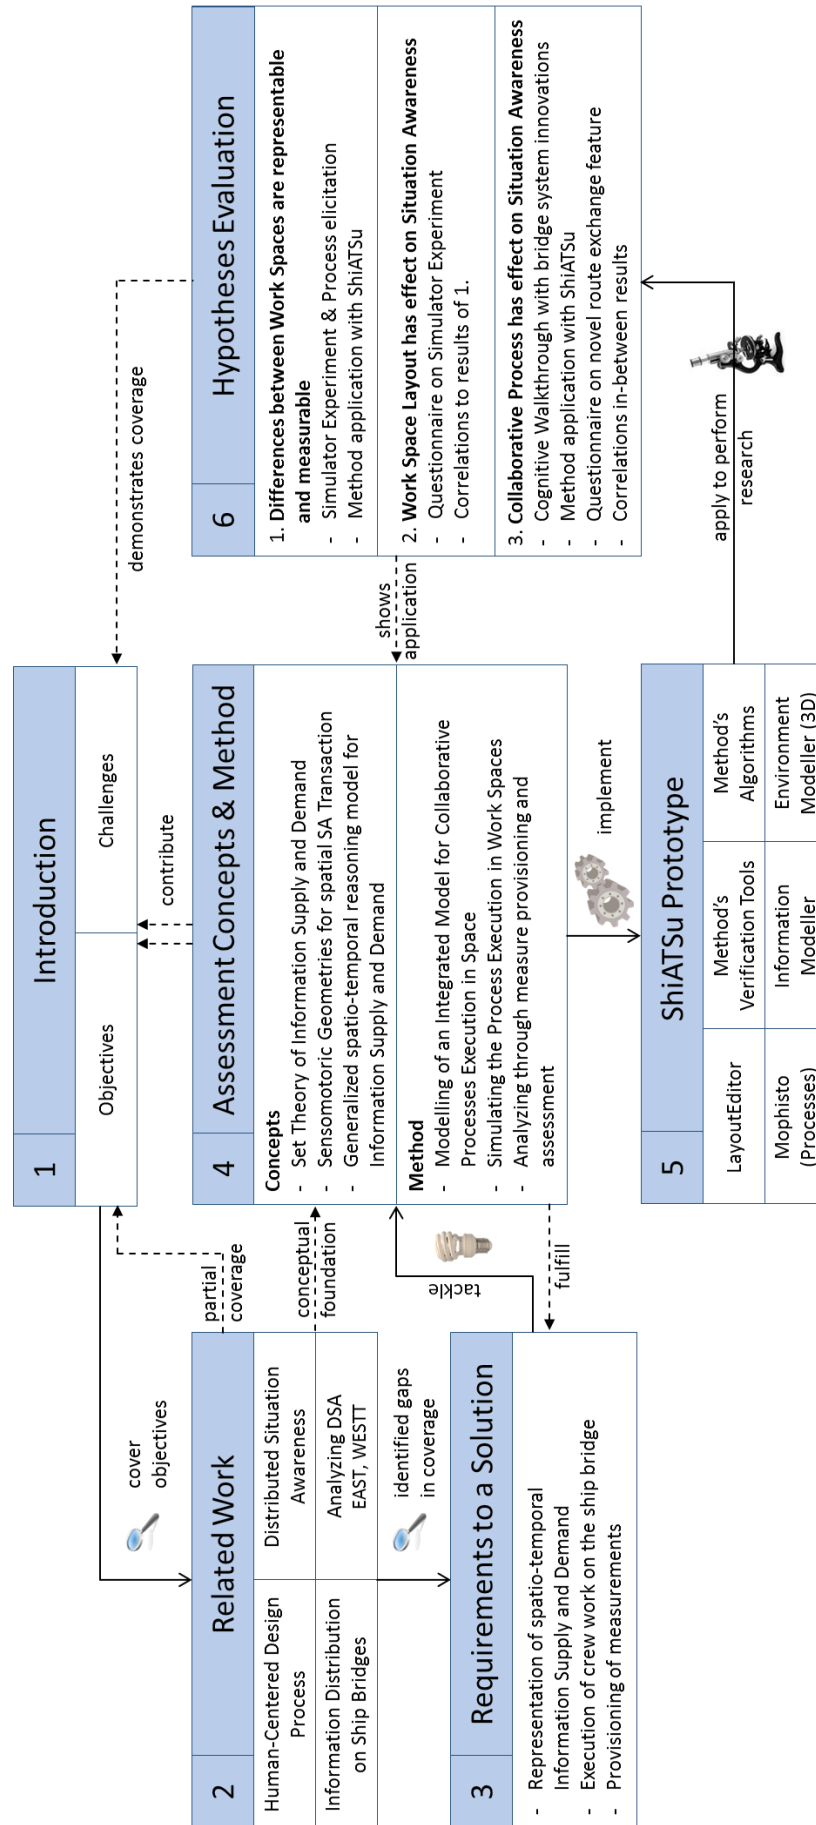 1
Introduction
Objectives
Challenges
cover
objectives
partial
coverage
contribute
demonstrates coverage
2
Related Work
Human-Centered Design
Process
Distributed Situation
Awareness
Information Distribution
on Ship Bridges
Analyzing DSA
EAST, WESTT
conceptual
foundation
identified gaps
in coverage
3
Requirements to a Solution
- Representation of spatio-temporal
Information Supply and Demand
- Execution of crew work on the ship bridge
- Provisioning of measurements
tackle
fulfill
4
Assessment Concepts & Method
Concepts
- Set Theory of Information Supply and Demand
- Sensomotoric Geometries for spatial SA Transaction
- Generalized spatio-temporal reasoning model for
Information Supply and Demand
Method
- Modelling of an Integrated Model for Collaborative
Processes Execution in Space
- Simulating the Process Execution in Work Spaces
- Analyzing through measure provisioning and
assessment
implement
5
ShiATSu Prototype
LayoutEditor
Method's
Verification Tools
Method's
Algorithms
Mophisto
(Processes)
Information
Modeller
Environment
Modeller (3D)
shows
application
apply to perform
research
6
Hypotheses Evaluation
1. Differences between Work Spaces are representable
and measurable
- Simulator Experiment & Process elicitation
- Method application with ShiATSu
2. Work Space Layout has effect on Situation Awareness
- Questionnaire on Simulator Experiment
- Correlations to results of 1.
3. Collaborative Process has effect on Situation Awareness
- Cognitive Walkthrough with bridge system innovations
- Method application with ShiATSu
- Questionnaire on novel route exchange feature
- Correlations in-between results